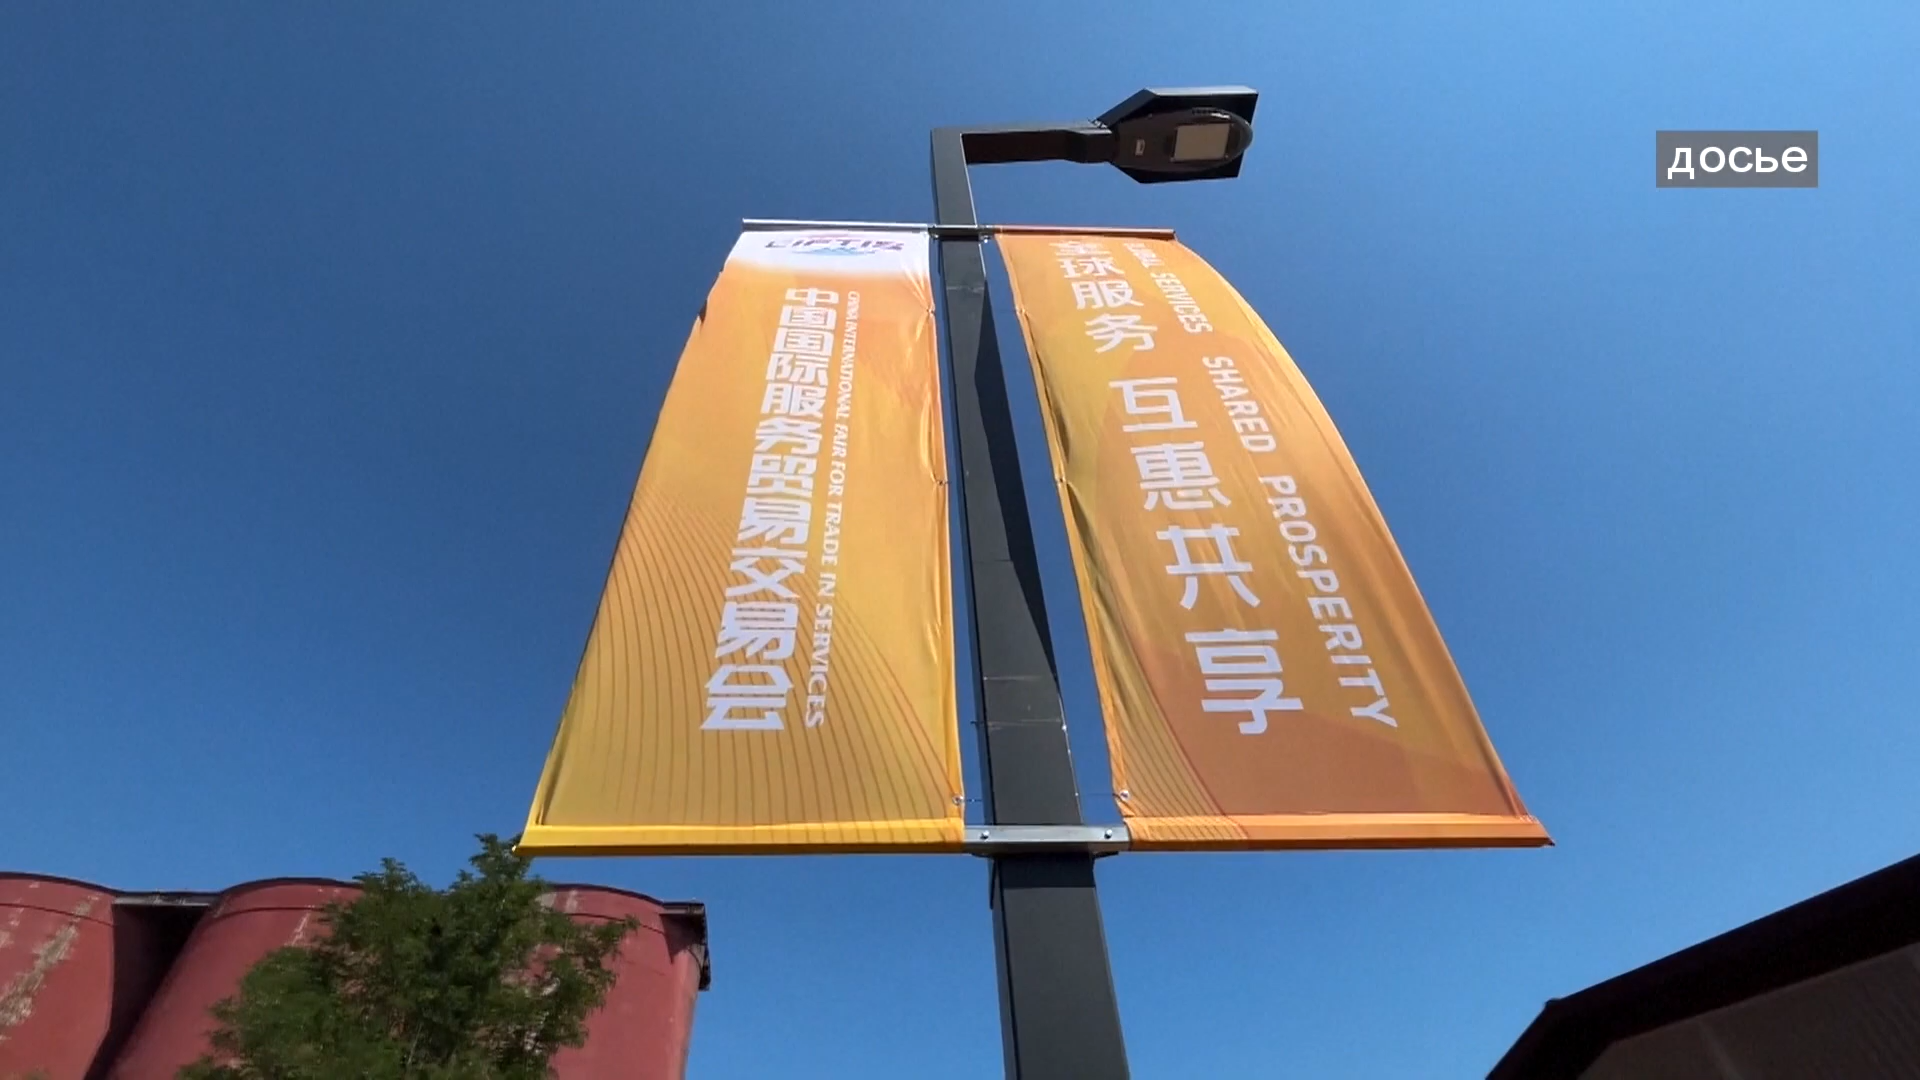 досье
CIFTIS
中国国际服务贸易交易会
CHINA INTERNATIONAL FAIR FOR TRADE IN SERVICES
全球服务 互惠共享
GLOBAL SERVICES SHARED PROSPERITY